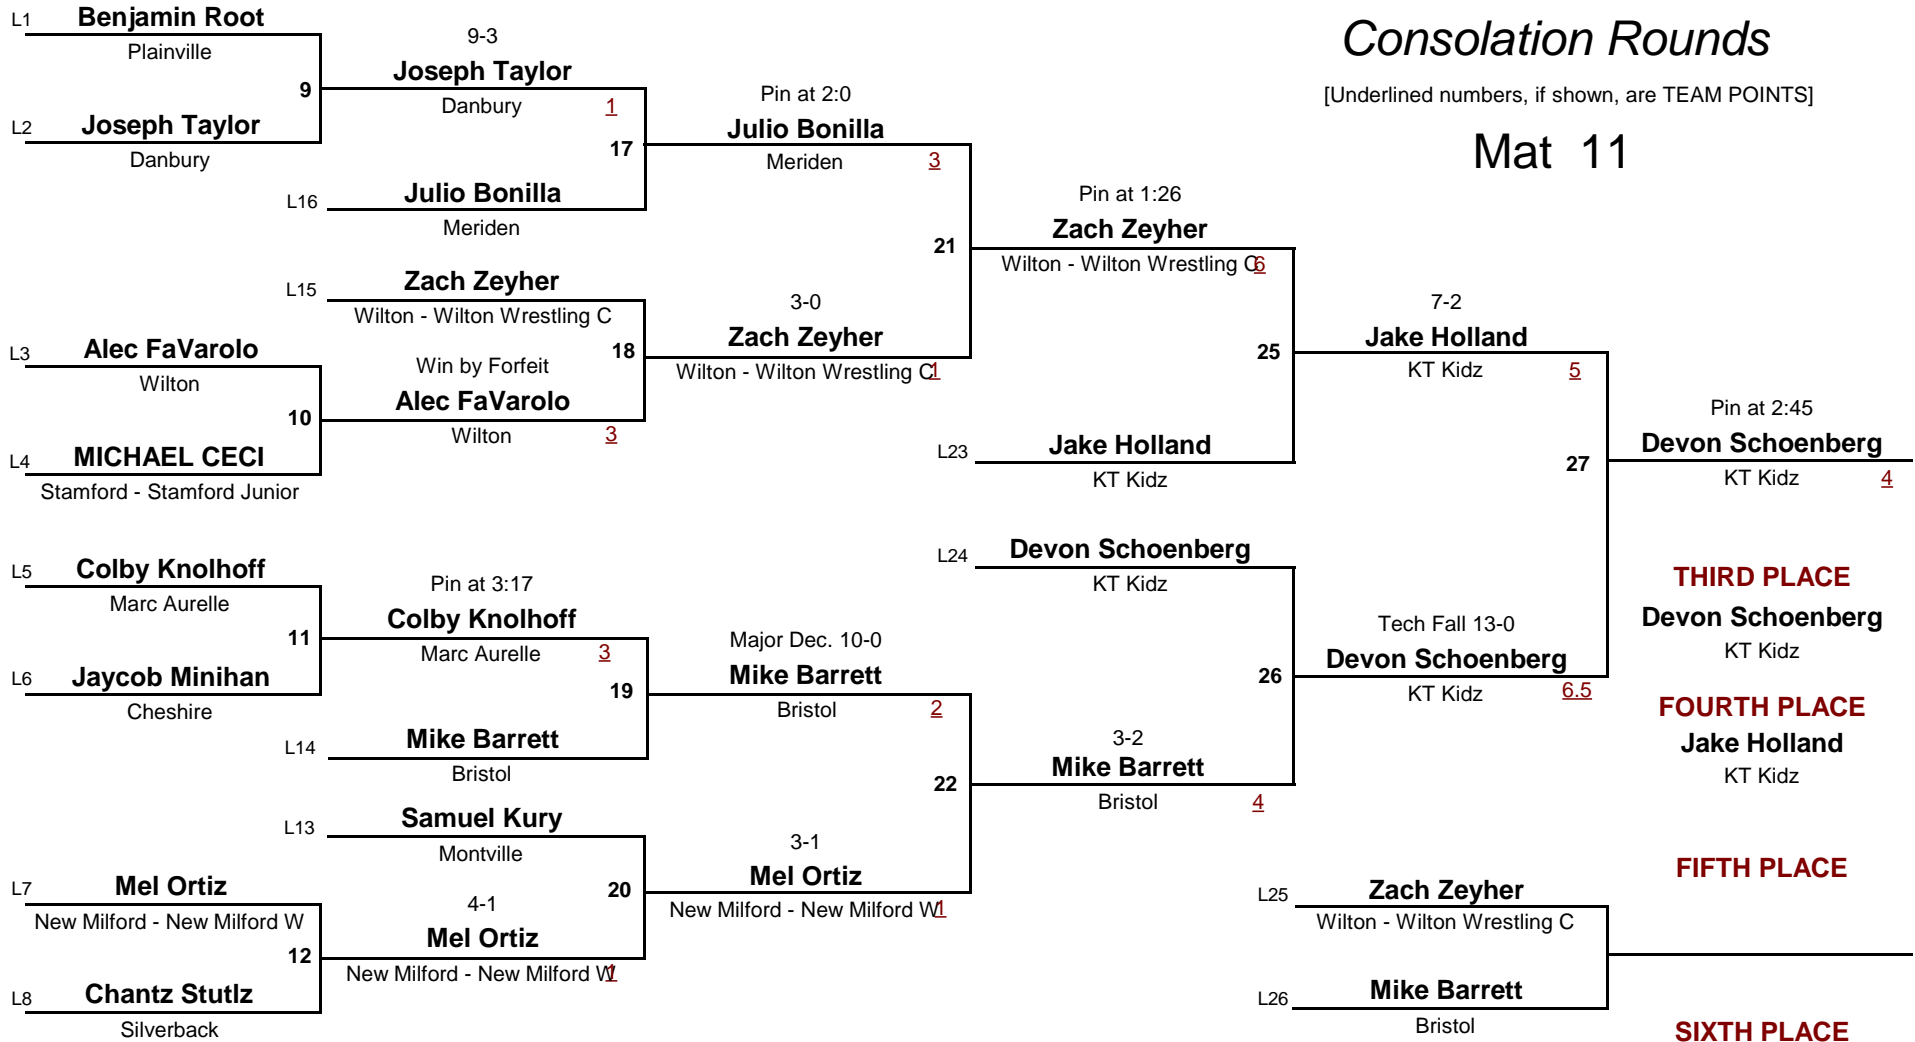 Consolation Rounds
[Underlined numbers, if shown, are TEAM POINTS]
Mat 11
L1 Benjamin Root
Plainville
9
L2 Joseph Taylor
Danbury
9-3
Joseph Taylor
Danbury 1
17
L16 Julio Bonilla
Meriden
L15 Zach Zeyher
Wilton - Wilton Wrestling C
18
L3 Alec FaVarolo
Wilton
10
L4 MICHAEL CECI
Stamford - Stamford Junior
Win by Forfeit
Alec FaVarolo
Wilton 3
Pin at 2:0
Julio Bonilla
Meriden 3
21
3-0
Zach Zeyher
Wilton - Wilton Wrestling C 1
Pin at 1:26
Zach Zeyher
Wilton - Wilton Wrestling C 6
25
L23 Jake Holland
KT Kidz
7-2
Jake Holland
KT Kidz 5
27
L5 Colby Knolhoff
Marc Aurelle
11
L6 Jaycob Minihan
Cheshire
Pin at 3:17
Colby Knolhoff
Marc Aurelle 3
19
L14 Mike Barrett
Bristol
L13 Samuel Kury
Montville
20
L7 Mel Ortiz
New Milford - New Milford W
12
L8 Chantz Stutlz
Silverback
4-1
Mel Ortiz
New Milford - New Milford W 1
Major Dec. 10-0
Mike Barrett
Bristol 2
22
3-1
Mel Ortiz
New Milford - New Milford W 1
L24 Devon Schoenberg
KT Kidz
26
3-2
Mike Barrett
Bristol 4
Tech Fall 13-0
Devon Schoenberg
KT Kidz 6.5
Pin at 2:45
Devon Schoenberg
KT Kidz 4
THIRD PLACE
Devon Schoenberg
KT Kidz
FOURTH PLACE
Jake Holland
KT Kidz
FIFTH PLACE
L25 Zach Zeyher
Wilton - Wilton Wrestling C
L26 Mike Barrett
Bristol
SIXTH PLACE